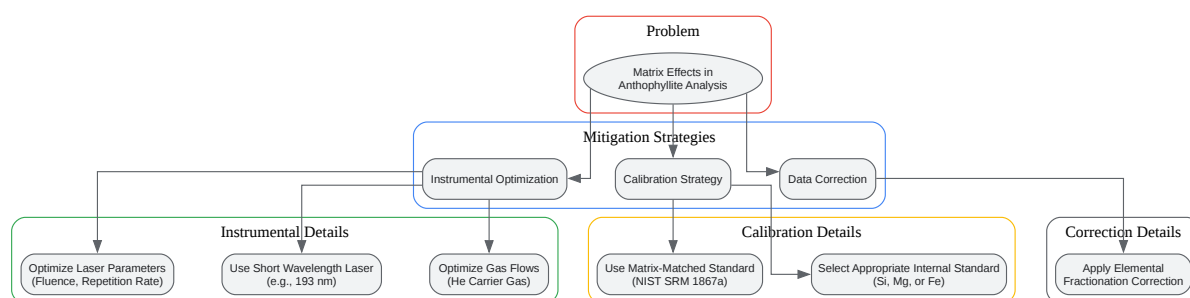 Problem
Matrix Effects in
Anthophyllite Analysis
Mitigation Strategies
Instrumental Optimization
Calibration Strategy
Data Correction
Instrumental Details
Calibration Details
Correction Details
Optimize Laser Parameters
(Fluence, Repetition Rate)
Use Short Wavelength Laser
(e.g., 193 nm)
Optimize Gas Flows
(He Carrier Gas)
Use Matrix-Matched Standard
(NIST SRM 1867a)
Select Appropriate Internal Standard
(Si, Mg, or Fe)
Apply Elemental
Fractionation Correction